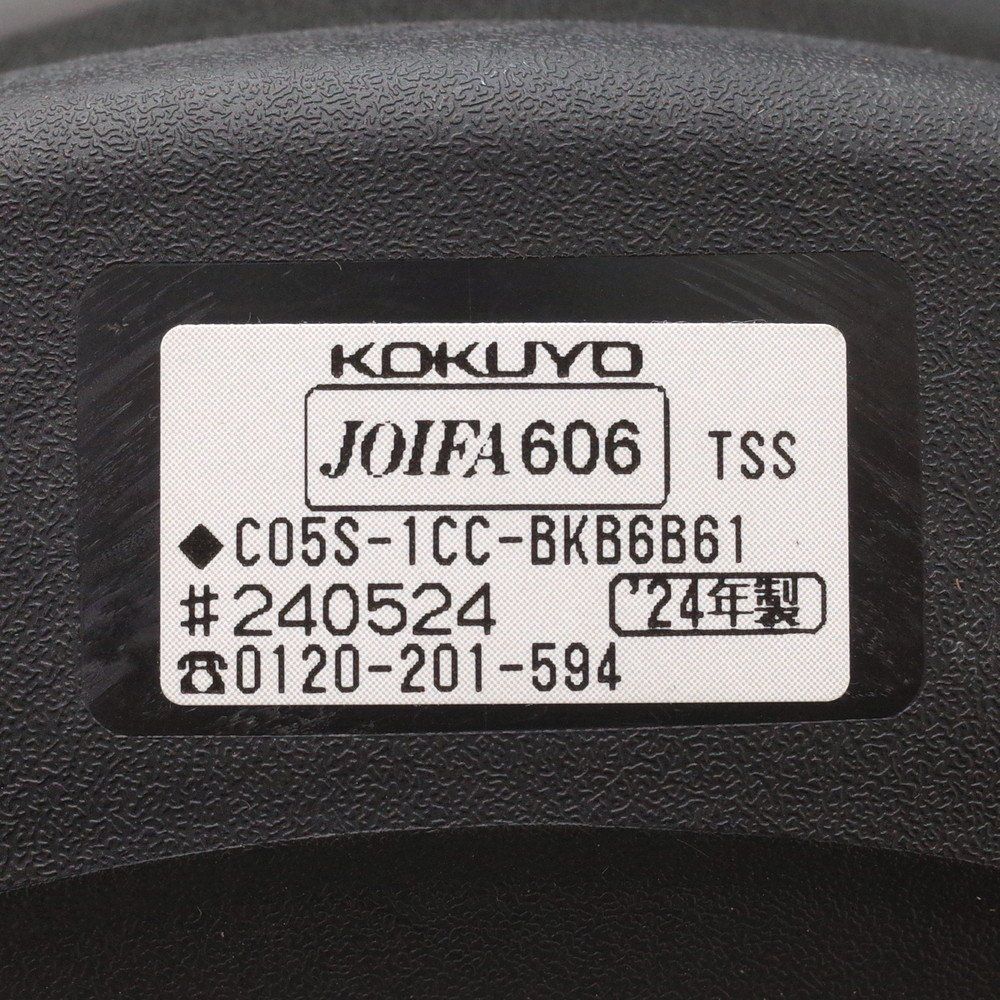 KOKUYO
JOIFA606 TSS
◆C05S-1CC-BKB6B61
#240524 '24年製
☎0120-201-594